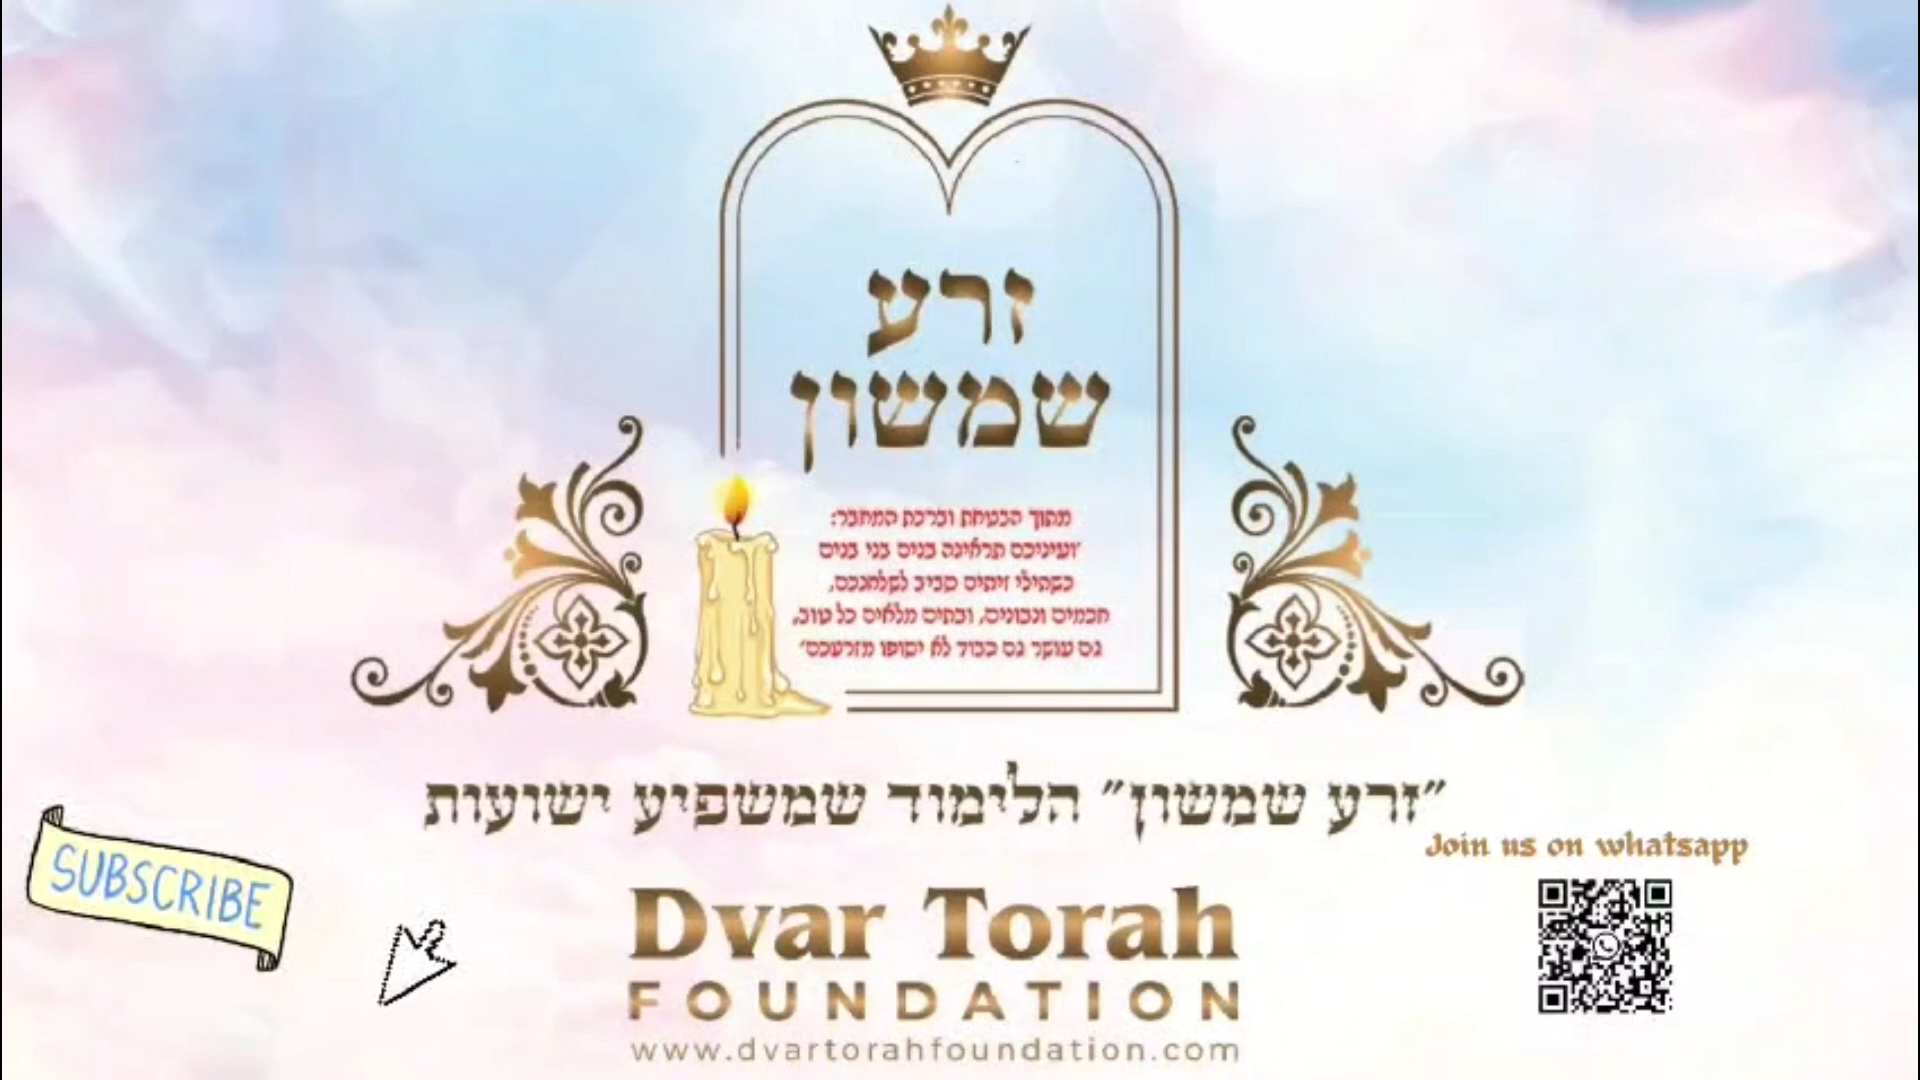 זרע
שמשון
מתוך הבטחת וברכת המחבר:
"ועיניכם תראינה בנים בני בנים
כשתילי זיתים סביב לשלחנכם,
חכמים ונבונים, ובתים מלאים כל טוב,
גם עושר גם כבוד לא יסופו מזרעכם"
"זרע שמשון" הלימוד שמשפיע ישועות
SUBSCRIBE
Join us on whatsapp
Dvar Torah
FOUNDATION
www.dvartorahfoundation.com